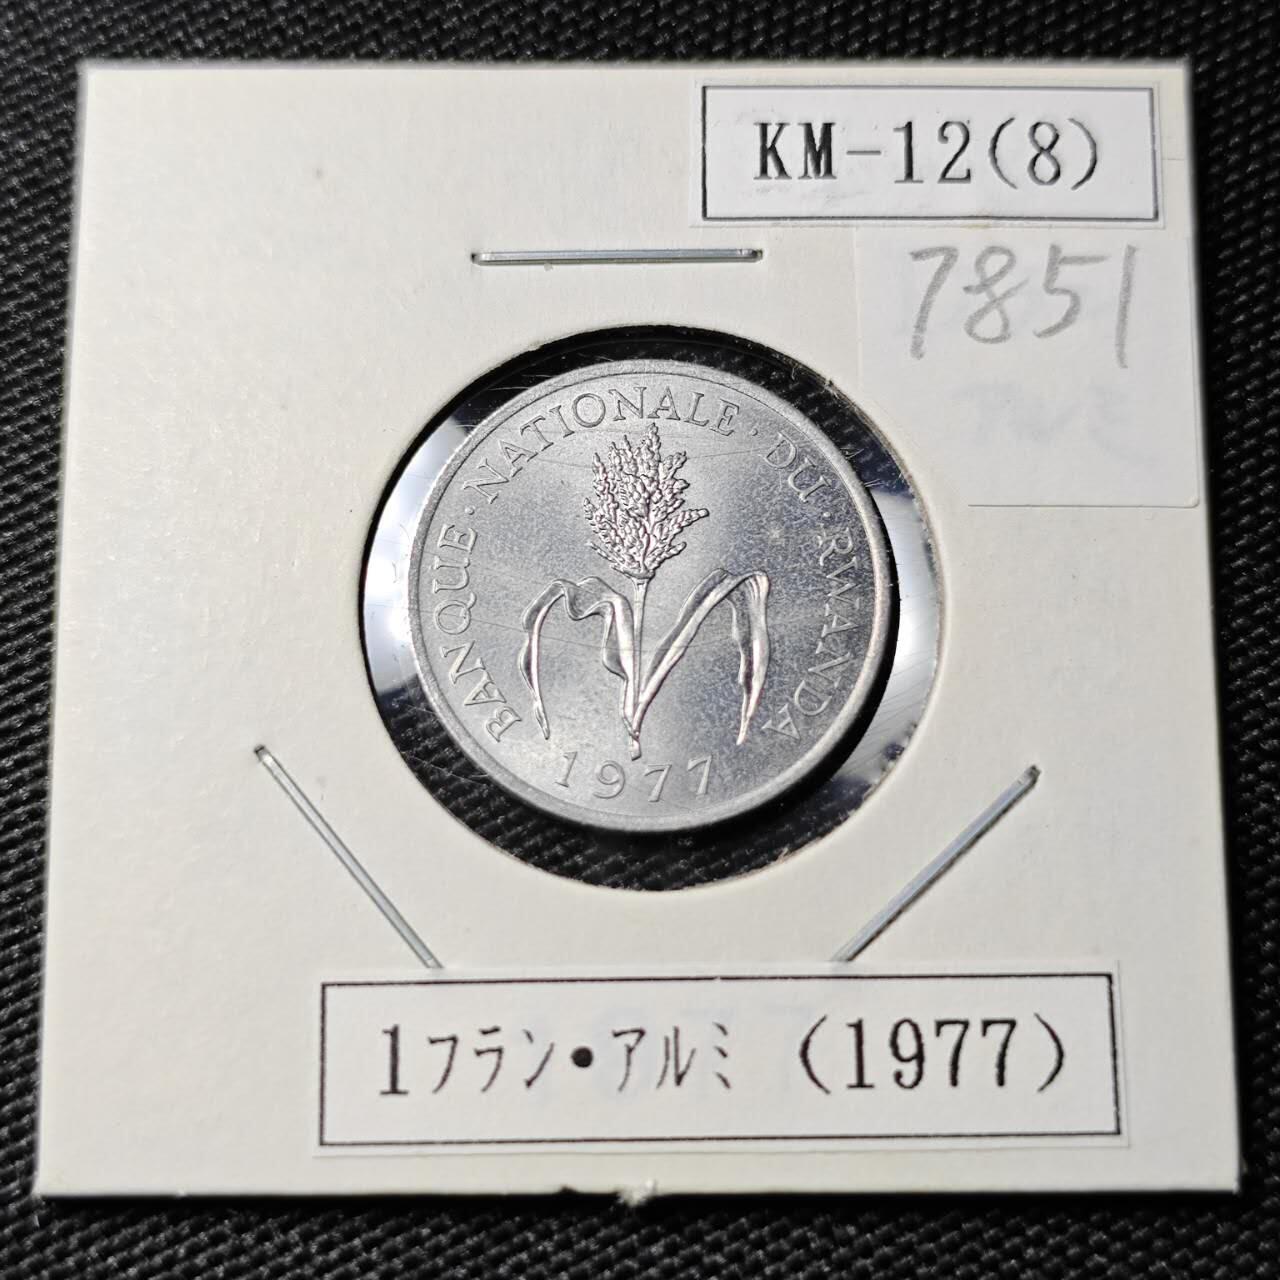 KM-12(8)
7851
BANQUE · NATIONALE · DU · RWANDA
1977
1フラン•アルミ (1977)